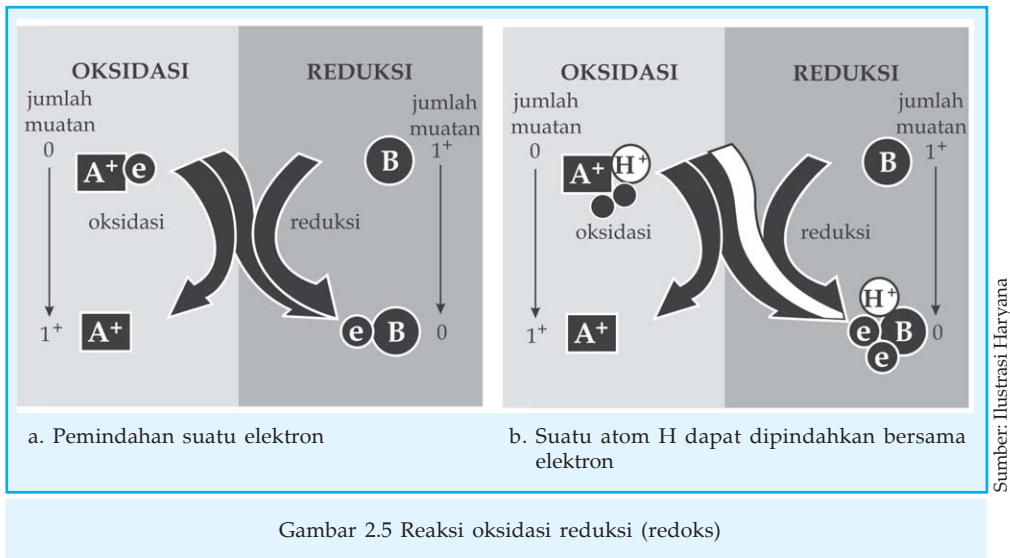 OKSIDASI
REDUKSI
jumlah
muatan
0
A+ e
B
jumlah
muatan
1+
oksidasi
reduksi
1+
A+
e B
0
OKSIDASI
REDUKSI
jumlah
muatan
0
A+ H+
B
jumlah
muatan
1+
oksidasi
reduksi
1+
A+
H+
e B
e
0
a. Pemindahan suatu elektron
b. Suatu atom H dapat dipindahkan bersama
elektron
Sumber: Ilustrasi Haryana
Gambar 2.5 Reaksi oksidasi reduksi (redoks)